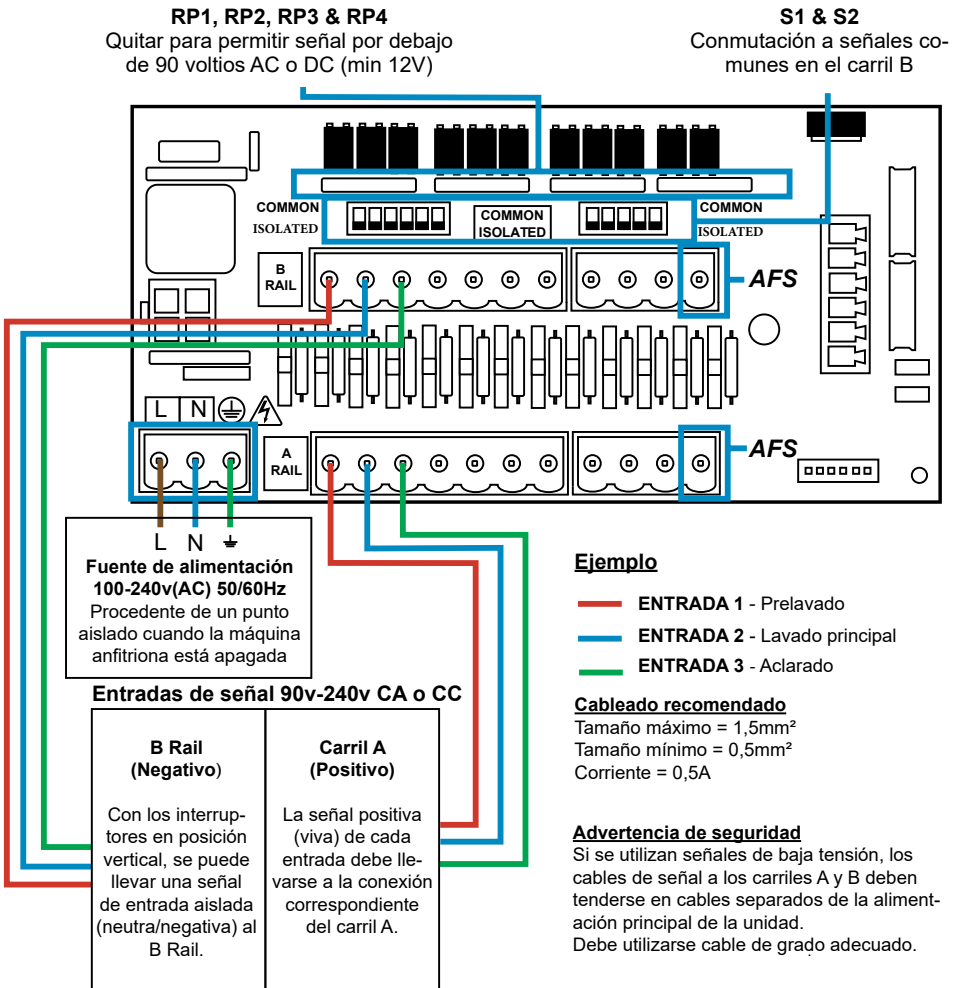 RP1, RP2, RP3 & RP4
Quitar para permitir señal por debajo
de 90 voltios AC o DC (min 12V)
S1 & S2
Conmutación a señales co-
munes en el carril B
COMMON
ISOLATED
COMMON
ISOLATED
COMMON
ISOLATED
B
RAIL
AFS
L N
A
RAIL
AFS
L N
Fuente de alimentación
100-240v(AC) 50/60Hz
Procedente de un punto
aislado cuando la máquina
anfitriona está apagada
Ejemplo
ENTRADA 1 - Prelavado
ENTRADA 2 - Lavado principal
ENTRADA 3 - Aclarado
Entradas de señal 90v-240v CA o CC
B Rail
(Negativo)
Con los interrup-
tores en posición
vertical, se puede
llevar una señal
de entrada aislada
(neutra/negativa) al
B Rail.
Carril A
(Positivo)
La señal positiva
(viva) de cada
entrada debe lle-
varse a la conexión
correspondiente
del carril A.
Cableado recomendado
Tamaño máximo = 1,5mm²
Tamaño mínimo = 0,5mm²
Corriente = 0,5A
Advertencia de seguridad
Si se utilizan señales de baja tensión, los
cables de señal a los carriles A y B deben
tenderse en cables separados de la aliment-
ación principal de la unidad.
Debe utilizarse cable de grado adecuado.